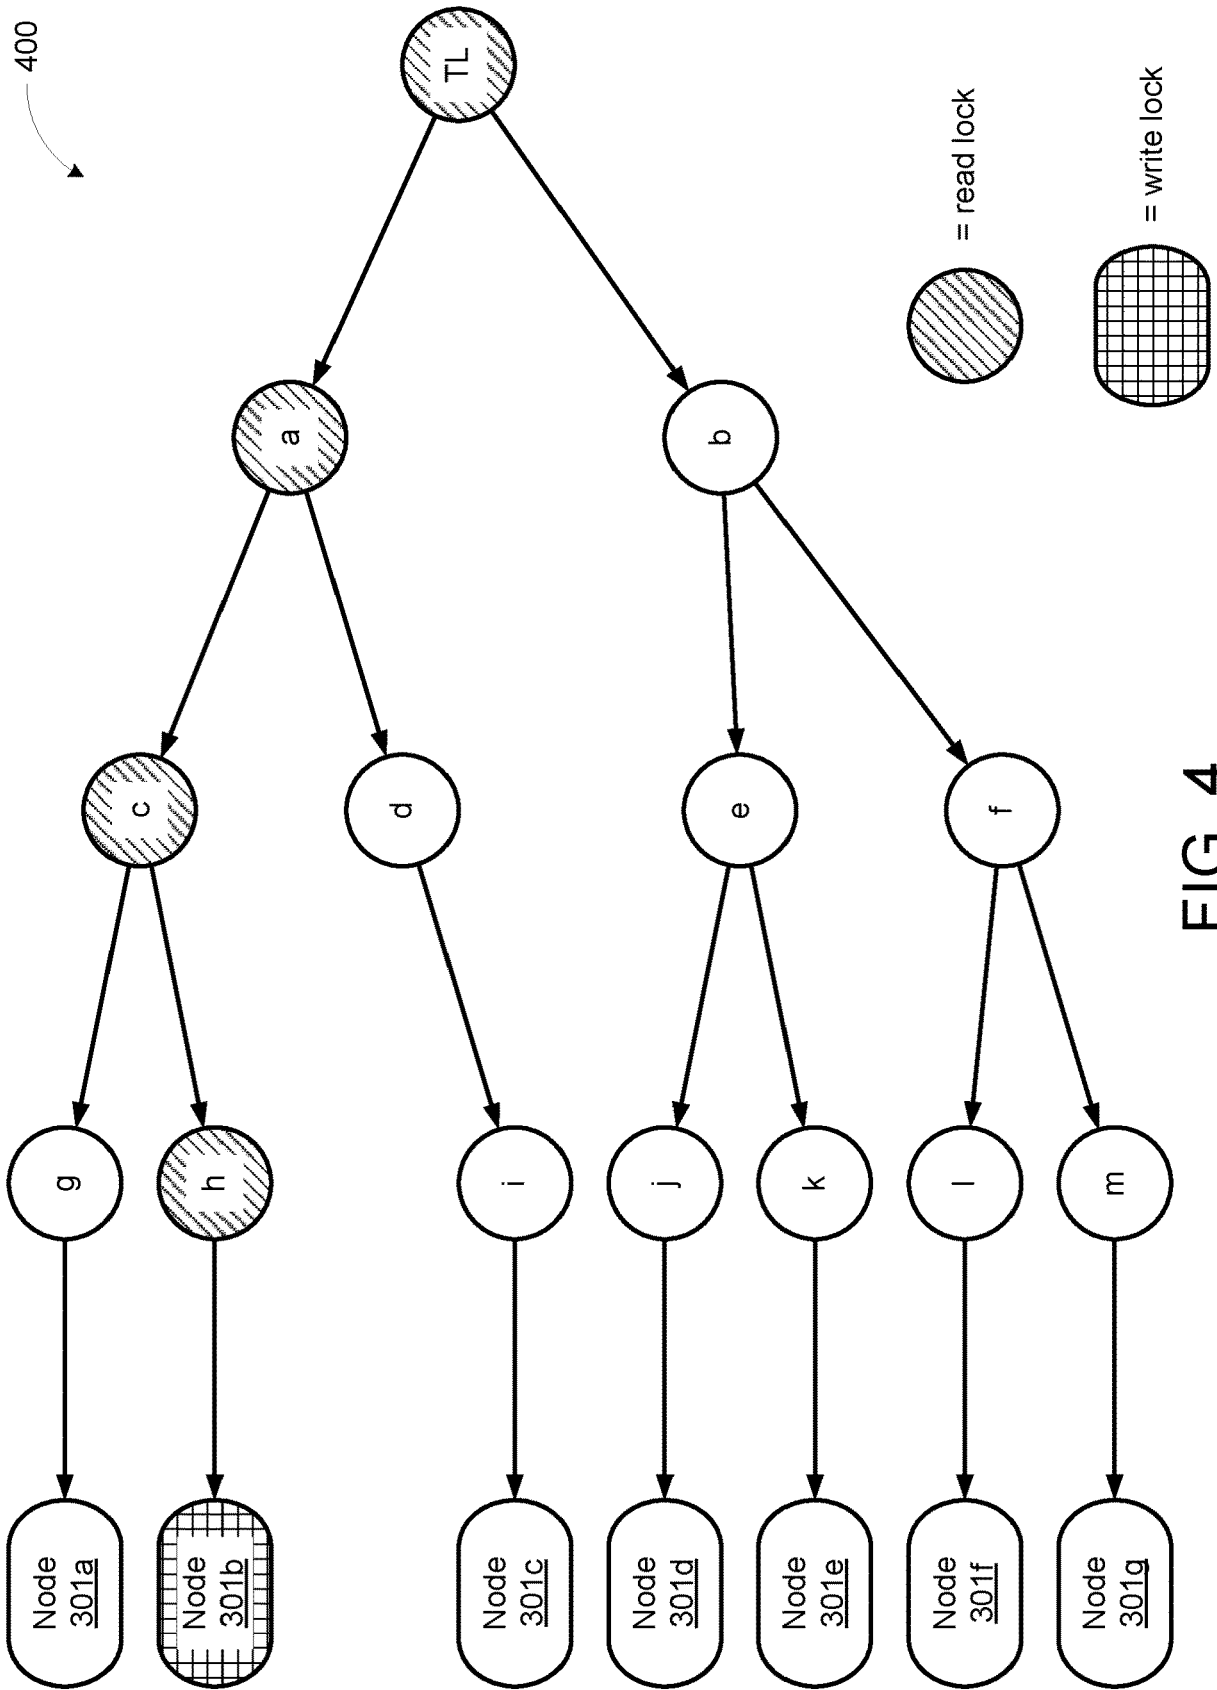 400
TL
a
b
c
d
e
f
g
h
i
j
k
l
m
Node
301a
Node
301b
Node
301c
Node
301d
Node
301e
Node
301f
Node
301g
= read lock
= write lock
FIG. 4